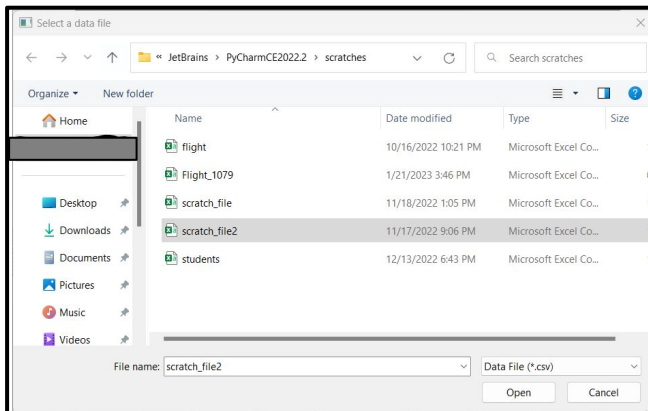 Select a data file
« JetBrains > PyCharmCE2022.2 > scratches
Search scratches
Organize New folder
Home
Desktop
Downloads
Documents
Pictures
Music
Videos
Name Date modified Type Size
flight 10/16/2022 10:21 PM Microsoft Excel Co...
Flight_1079 1/21/2023 3:46 PM Microsoft Excel Co...
scratch_file 11/18/2022 1:05 PM Microsoft Excel Co...
scratch_file2 11/17/2022 9:06 PM Microsoft Excel Co...
students 12/13/2022 6:43 PM Microsoft Excel Co...
File name: scratch_file2 Data File (*.csv)
Open Cancel